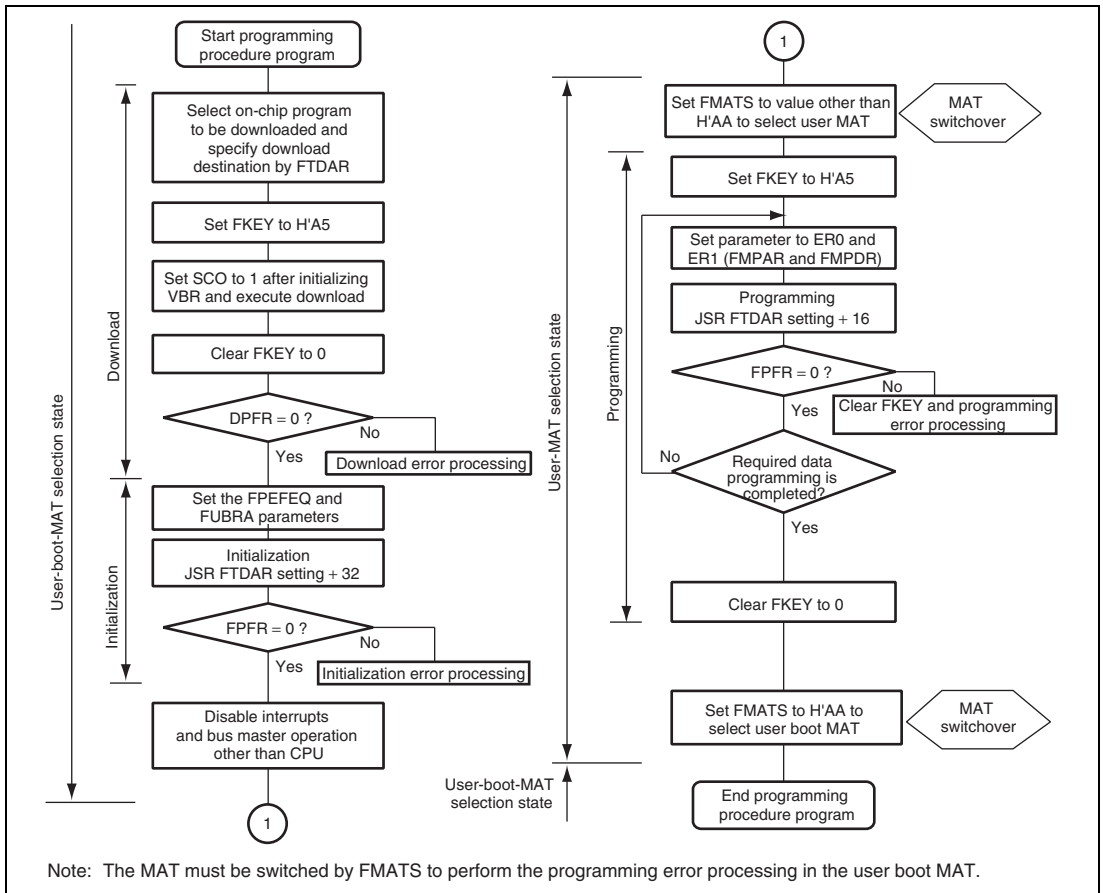 Start programming
procedure program
Select on-chip program
to be downloaded and
specify download
destination by FTDAR
Set FKEY to H'A5
Set SCO to 1 after initializing
VBR and execute download
Clear FKEY to 0
DPFR = 0 ?
No
Yes
Download error processing
Set the FPEFEQ and
FUBRA parameters
Initialization
JSR FTDAR setting + 32
FPFR = 0 ?
No
Yes
Initialization error processing
Disable interrupts
and bus master operation
other than CPU
1
Download
Initialization
User-boot-MAT selection state
1
Set FMATS to value other than
H'AA to select user MAT
MAT
switchover
Set FKEY to H'A5
Set parameter to ER0 and
ER1 (FMPAR and FMPDR)
Programming
JSR FTDAR setting + 16
FPFR = 0 ?
No
Yes
Clear FKEY and programming
error processing
No
Required data
programming is
completed?
Yes
Clear FKEY to 0
Set FMATS to H'AA to
select user boot MAT
MAT
switchover
End programming
procedure program
Programming
User-MAT selection state
User-boot-MAT
selection state
Note: The MAT must be switched by FMATS to perform the programming error processing in the user boot MAT.